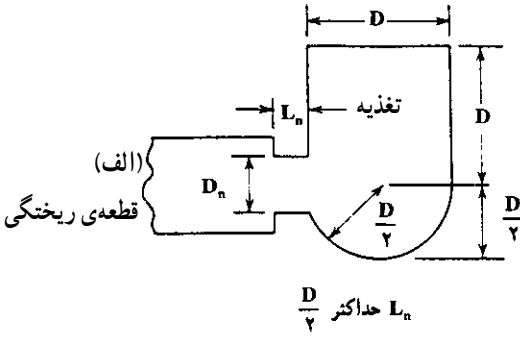 D
L_n
تغذیه
D
(الف)
قطعه‌ی ریختگی
D_n
D/۲
D/۲
L_n حداکثر D/۲